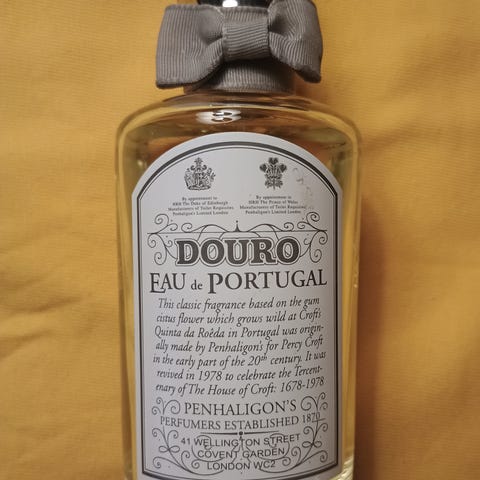 By appointment to
HRH The Duke of Edinburgh
Manufacturers of Toilet Requisites
Penhaligon's Limited London
By appointment to
HRH The Prince of Wales
Manufacturers of Toilet Requisites
Penhaligon's Limited London
DOURO
EAU de PORTUGAL
This classic fragrance based on the gum
cistus flower which grows wild at Croft's
Quinta da Roêda in Portugal was origin-
ally made by Penhaligon's for Percy Croft
in the early part of the 20th century. It was
revived in 1978 to celebrate the Tercent-
enary of The House of Croft: 1678-1978
PENHALIGON'S
PERFUMERS ESTABLISHED 1870
41 WELLINGTON STREET
COVENT GARDEN
LONDON WC2